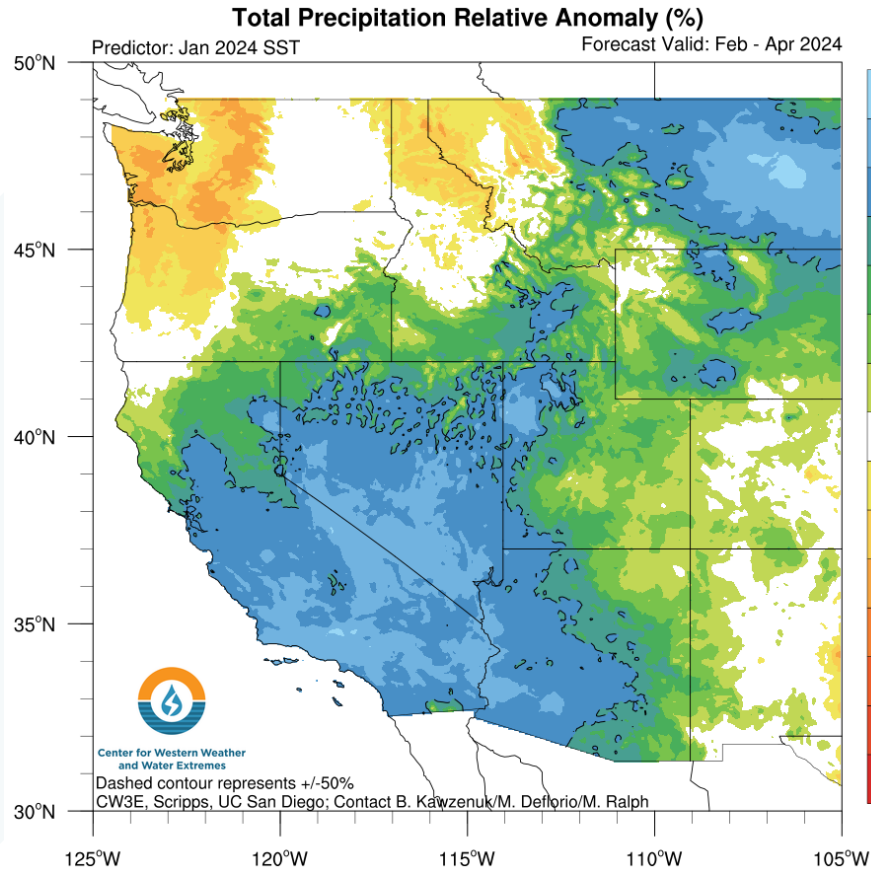 Total Precipitation Relative Anomaly (%)
Predictor: Jan 2024 SST
Forecast Valid: Feb - Apr 2024
50°N
45°N
40°N
35°N
30°N
Center for Western Weather
and Water Extremes
Dashed contour represents +/-50%
CW3E, Scripps, UC San Diego; Contact B. Kawzenuk/M. Deflorio/M. Ralph
125°W
120°W
115°W
110°W
105°W